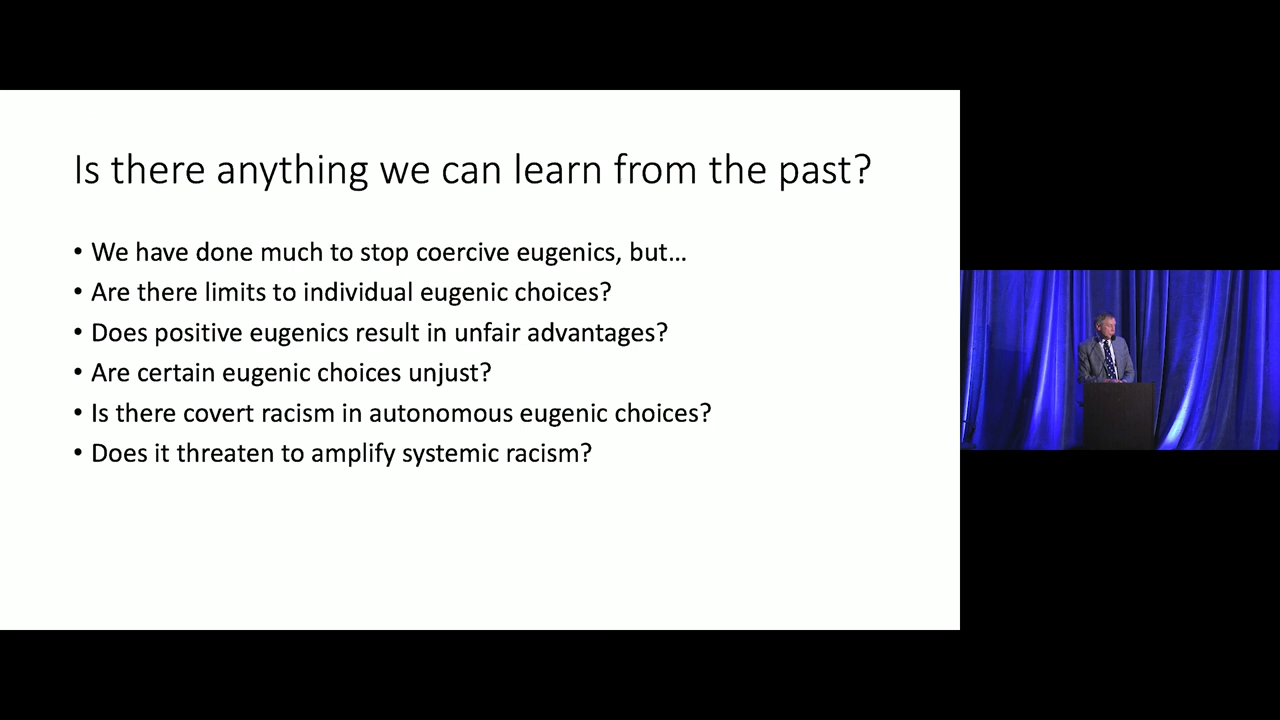 Is there anything we can learn from the past?
• We have done much to stop coercive eugenics, but...
• Are there limits to individual eugenic choices?
• Does positive eugenics result in unfair advantages?
• Are certain eugenic choices unjust?
• Is there covert racism in autonomous eugenic choices?
• Does it threaten to amplify systemic racism?